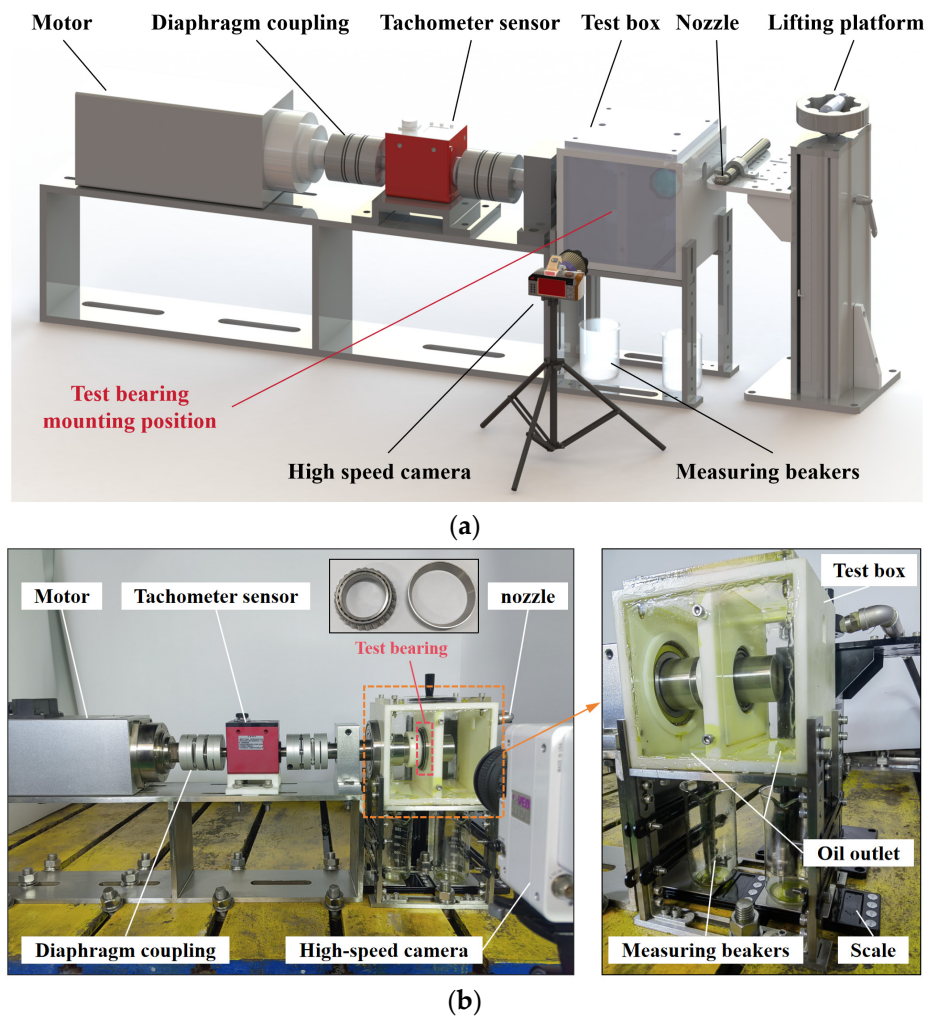 Motor
Diaphragm coupling
Tachometer sensor
Test box
Nozzle
Lifting platform
Test bearing
mounting position
High speed camera
Measuring beakers
(a)
Motor
Tachometer sensor
nozzle
Test bearing
Diaphragm coupling
High-speed camera
Test box
Oil outlet
Measuring beakers
Scale
(b)